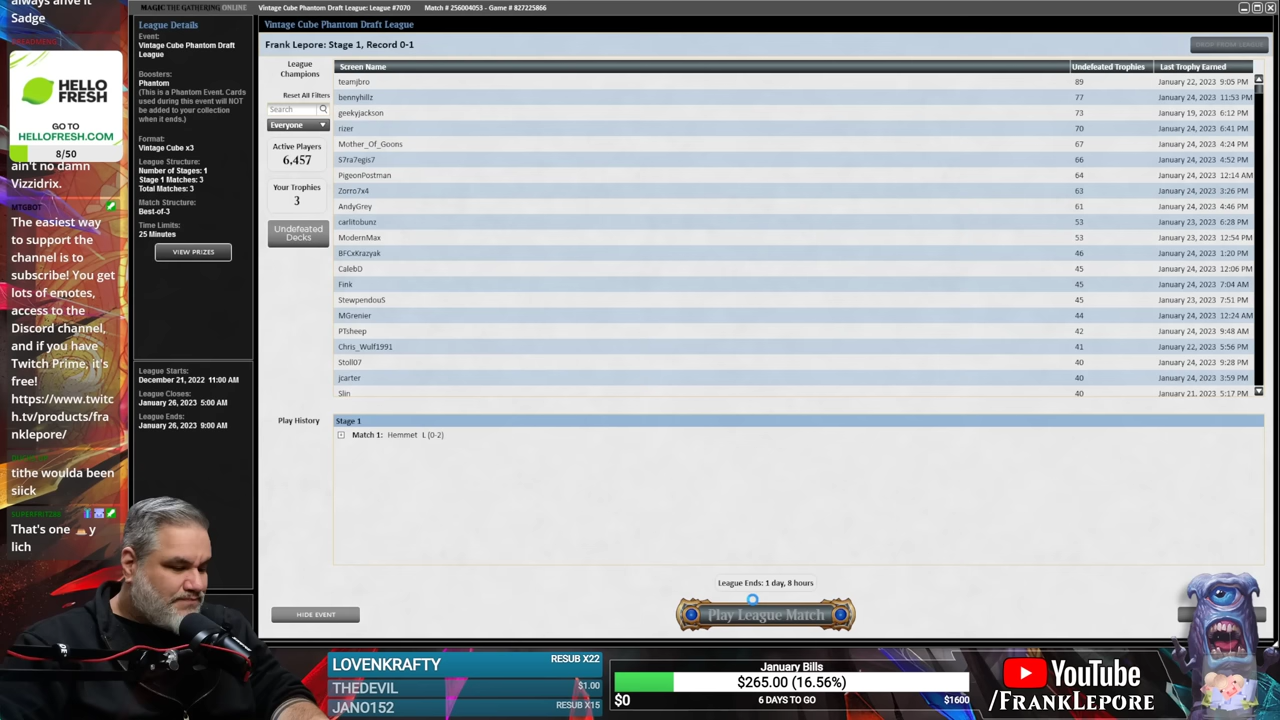 always alive it
Sadge
HELLO
FRESH
GO TO
HELLOFRESH.COM
8/50
ain't no damn
Vizzidrix.
MTGBOT
The easiest way
to support the
channel is to
subscribe! You get
lots of emotes,
access to the
Discord channel,
and if you have
Twitch Prime, it's
free!
https://www.twitc
h.tv/products/fra
nklepore/
tithe woulda been
siick
SUPERFRITZ88
That's one y
lich
MAGIC THE GATHERING ONLINE
Vintage Cube Phantom Draft League: League #7070
Match # 256004053 - Game # 827225866
League Details
Event:
Vintage Cube Phantom Draft
League
Boosters:
Phantom
(This is a Phantom Event. Cards
used during this event will NOT
be added to your collection
when it ends.)
Format:
Vintage Cube x3
League Structure:
Number of Stages: 1
Stage 1 Matches: 3
Total Matches: 3
Match Structure:
Best-of-3
Time Limits:
25 Minutes
VIEW PRIZES
League Starts:
December 21, 2022 11:00 AM
League Closes:
January 26, 2023 5:00 AM
League Ends:
January 26, 2023 9:00 AM
Vintage Cube Phantom Draft League
Frank Lepore: Stage 1, Record 0-1
DROP FROM LEAGUE
League
Champions
Reset All Filters
Search
Everyone
Active Players
6,457
Your Trophies
3
Undefeated
Decks
Screen Name Undefeated Trophies Last Trophy Earned
teamjbro 89 January 22, 2023 9:05 PM
bennyhillz 77 January 24, 2023 11:53 PM
geekyjackson 73 January 19, 2023 6:12 PM
rizer 70 January 24, 2023 6:41 PM
Mother_Of_Goons 67 January 24, 2023 4:24 PM
S7ra7egis7 66 January 24, 2023 4:52 PM
PigeonPostman 64 January 24, 2023 12:14 AM
Zorro7x4 63 January 24, 2023 3:26 PM
AndyGrey 61 January 24, 2023 4:46 PM
carlitobunz 53 January 23, 2023 6:28 PM
ModernMax 53 January 23, 2023 12:54 PM
BFCxKrazyak 46 January 24, 2023 1:20 PM
CalebD 45 January 24, 2023 12:06 PM
Fink 45 January 24, 2023 7:04 AM
StewpendouS 45 January 23, 2023 7:51 PM
MGrenier 44 January 24, 2023 12:24 AM
PTsheep 42 January 24, 2023 9:48 AM
Chris_Wulf1991 41 January 22, 2023 5:56 PM
Stoll07 40 January 24, 2023 9:28 PM
jcarter 40 January 24, 2023 3:59 PM
Slin 40 January 21, 2023 5:17 PM
Play History
Stage 1
Match 1: Hemmet L (0-2)
League Ends: 1 day, 8 hours
HIDE EVENT
Play League Match
LOVENKRAFTY RESUB X22
THEDEVIL $1.00
JANO152 RESUB X15
January Bills
$265.00 (16.56%)
$0 6 DAYS TO GO $1600
YouTube
/FrankLepore